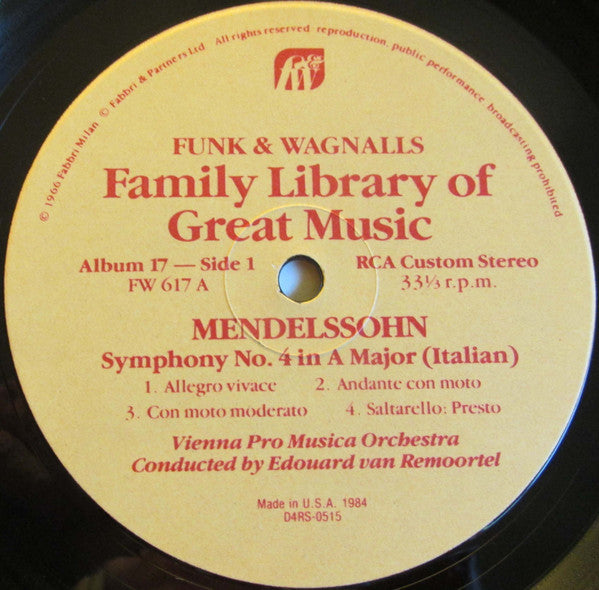 © 1966 Fabbri Milan © Fabbri & Partners Ltd All rights reserved reproduction, public performance broadcasting prohibited
f&w
FUNK & WAGNALLS
Family Library of
Great Music
Album 17 — Side 1 RCA Custom Stereo
FW 617 A 33⅓ r.p.m.
MENDELSSOHN
Symphony No. 4 in A Major (Italian)
1. Allegro vivace 2. Andante con moto
3. Con moto moderato 4. Saltarello: Presto
Vienna Pro Musica Orchestra
Conducted by Edouard van Remoortel
Made in U.S.A. 1984
D4RS-0515